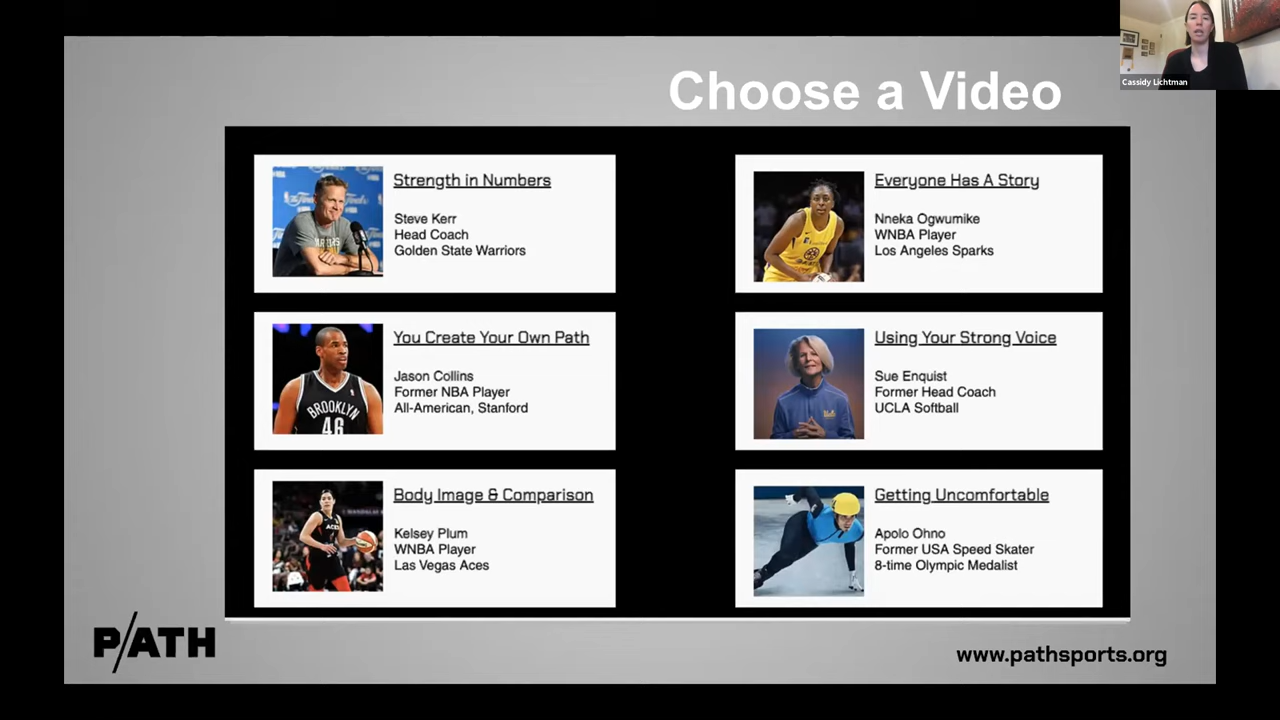 Choose a Video
Cassidy Lichtman
Strength in Numbers
Steve Kerr
Head Coach
Golden State Warriors
Everyone Has A Story
Nneka Ogwumike
WNBA Player
Los Angeles Sparks
You Create Your Own Path
Jason Collins
Former NBA Player
All-American, Stanford
BROOKLYN
46
Using Your Strong Voice
Sue Enquist
Former Head Coach
UCLA Softball
Body Image & Comparison
Kelsey Plum
WNBA Player
Las Vegas Aces
ACES
Getting Uncomfortable
Apolo Ohno
Former USA Speed Skater
8-time Olympic Medalist
P/ATH
www.pathsports.org